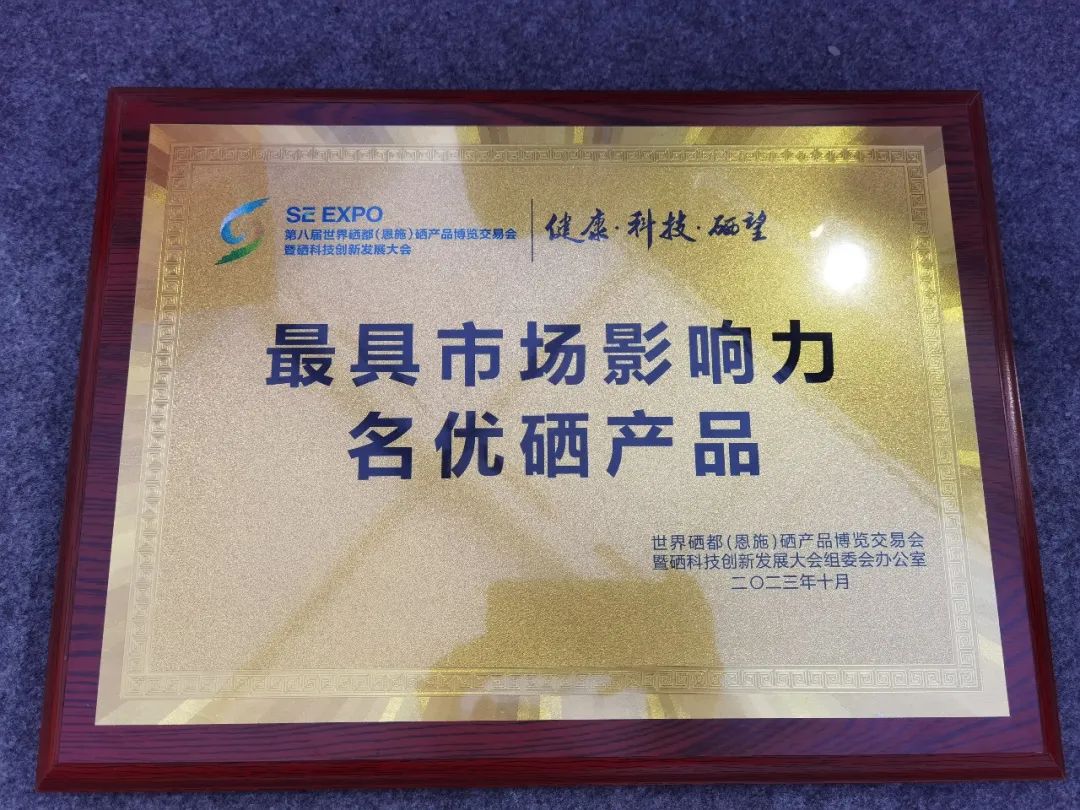 SE EXPO
第八届世界硒都(恩施)硒产品博览交易会
暨硒科技创新发展大会
健康·科技·硒望
最具市场影响力
名优硒产品
世界硒都(恩施)硒产品博览交易会
暨硒科技创新发展大会组委会办公室
二〇二三年十月